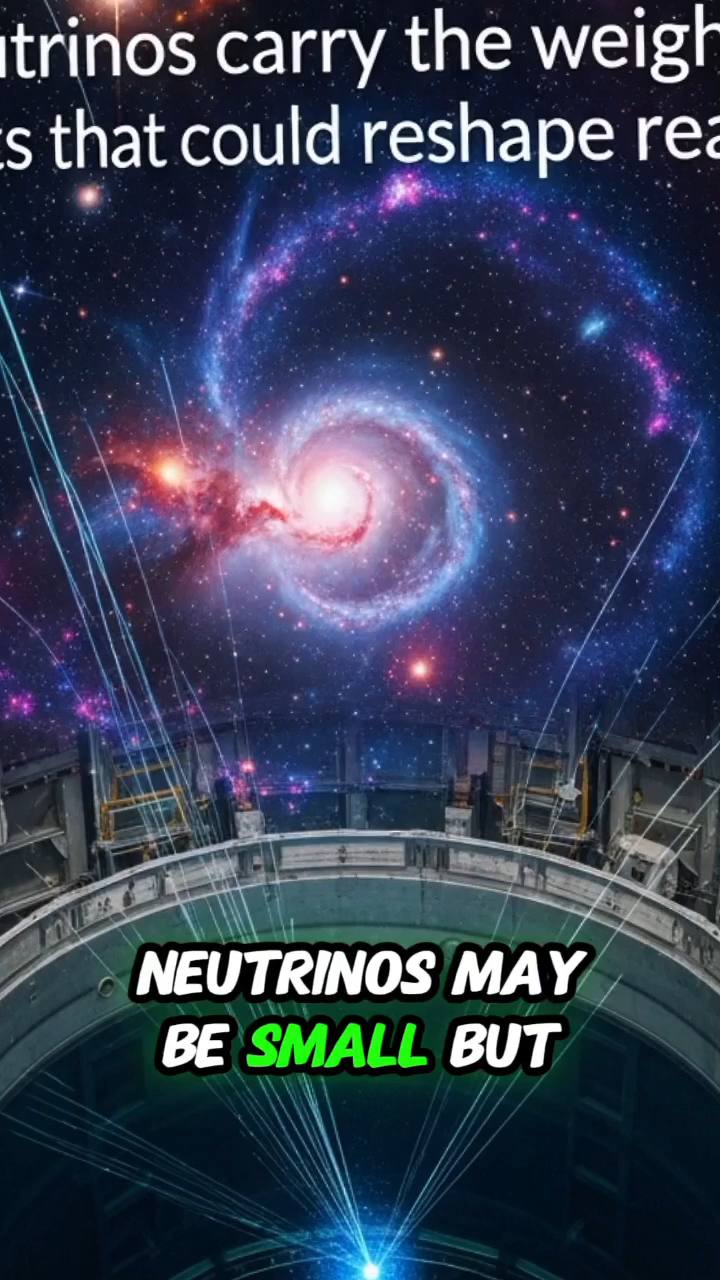 utrinos carry the weigh
ts that could reshape rea
NEUTRINOS MAY
BE SMALL BUT